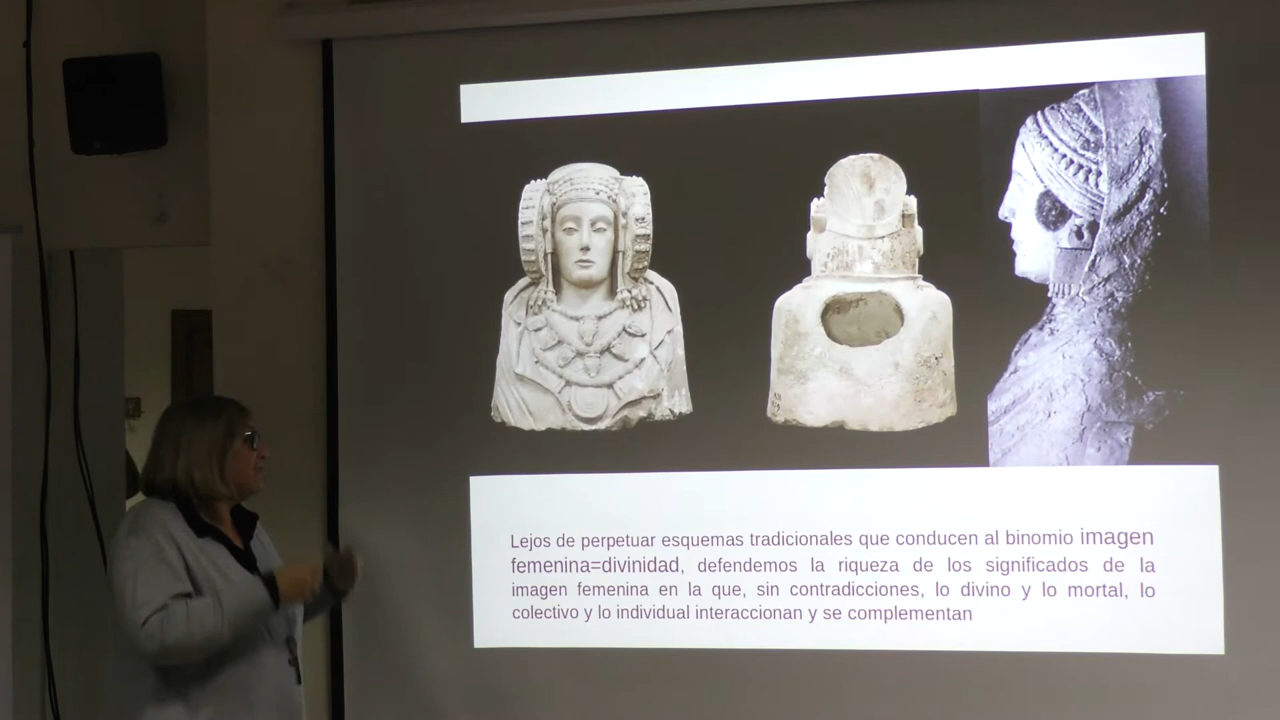 Lejos de perpetuar esquemas tradicionales que conducen al binomio imagen
femenina=divinidad, defendemos la riqueza de los significados de la
imagen femenina en la que, sin contradicciones, lo divino y lo mortal, lo
colectivo y lo individual interaccionan y se complementan